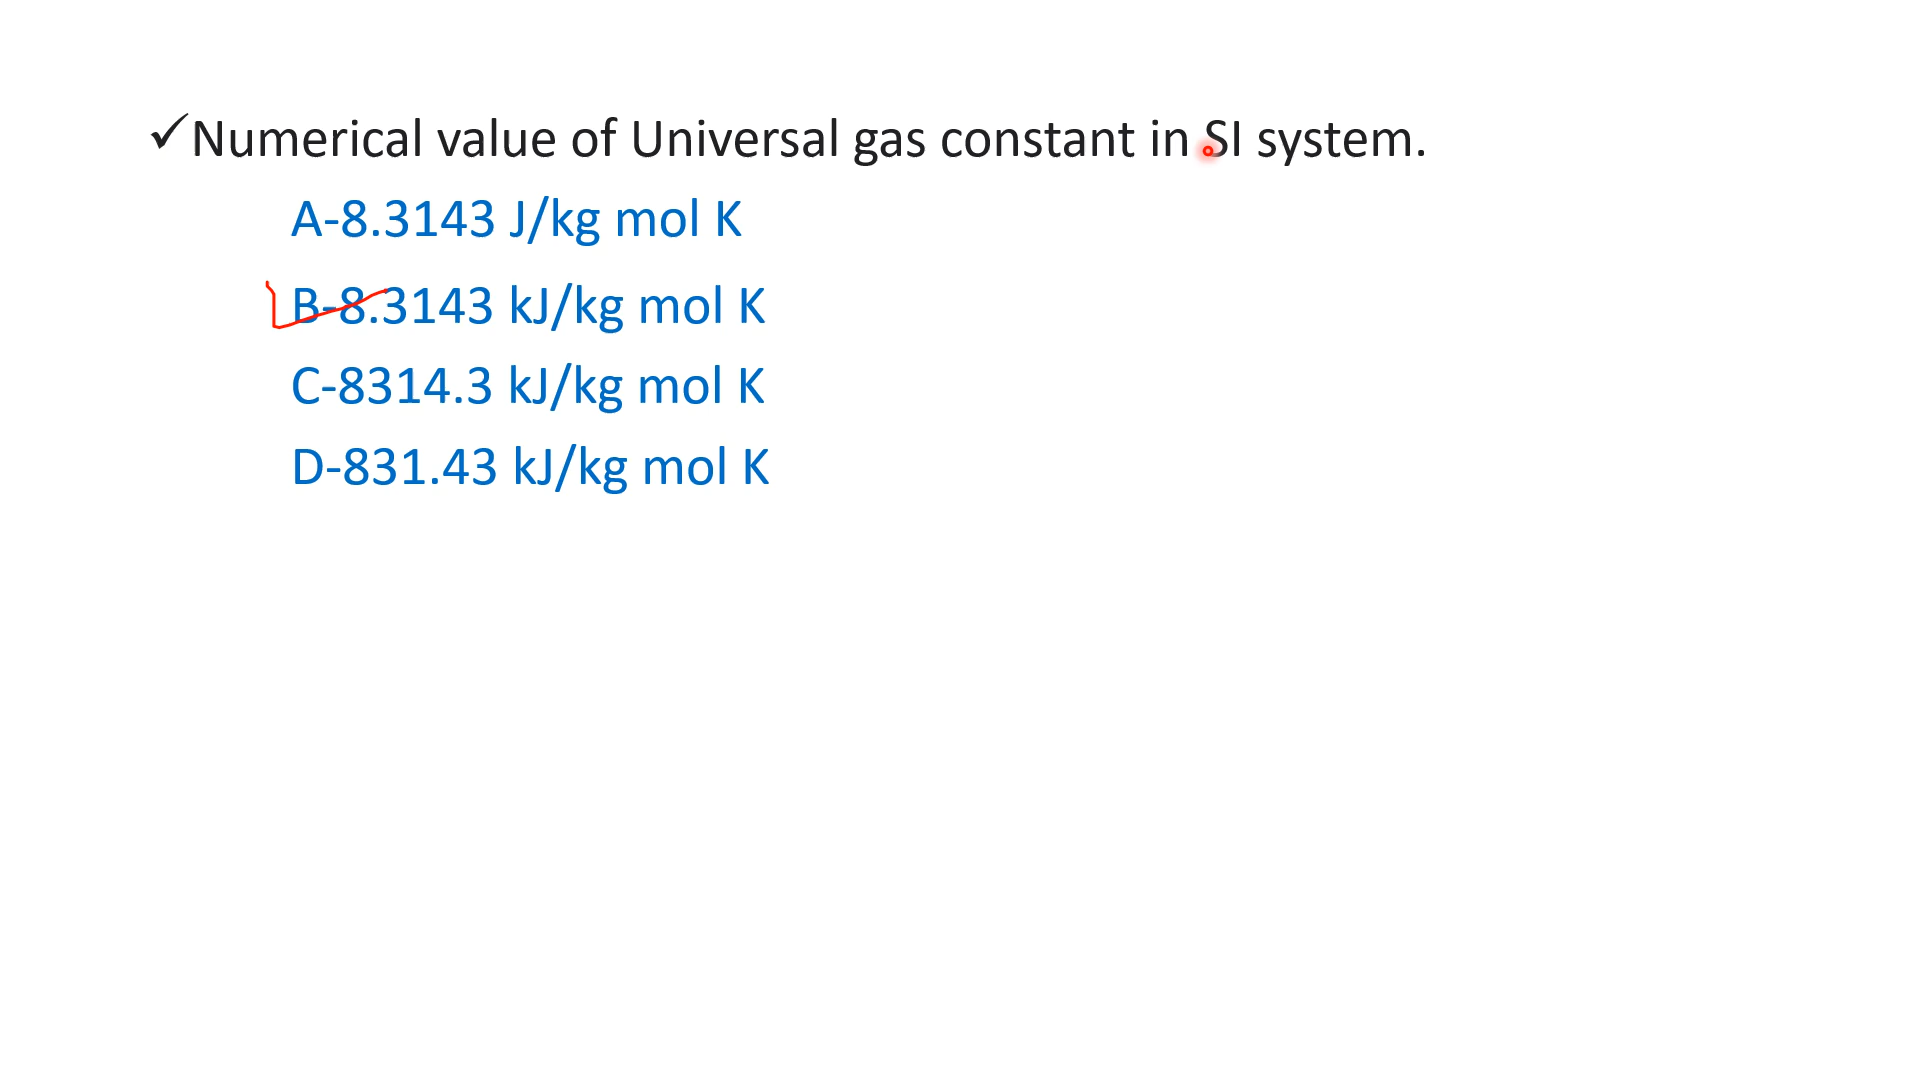 ✓Numerical value of Universal gas constant in SI system.
A-8.3143 J/kg mol K
B-8.3143 kJ/kg mol K
C-8314.3 kJ/kg mol K
D-831.43 kJ/kg mol K